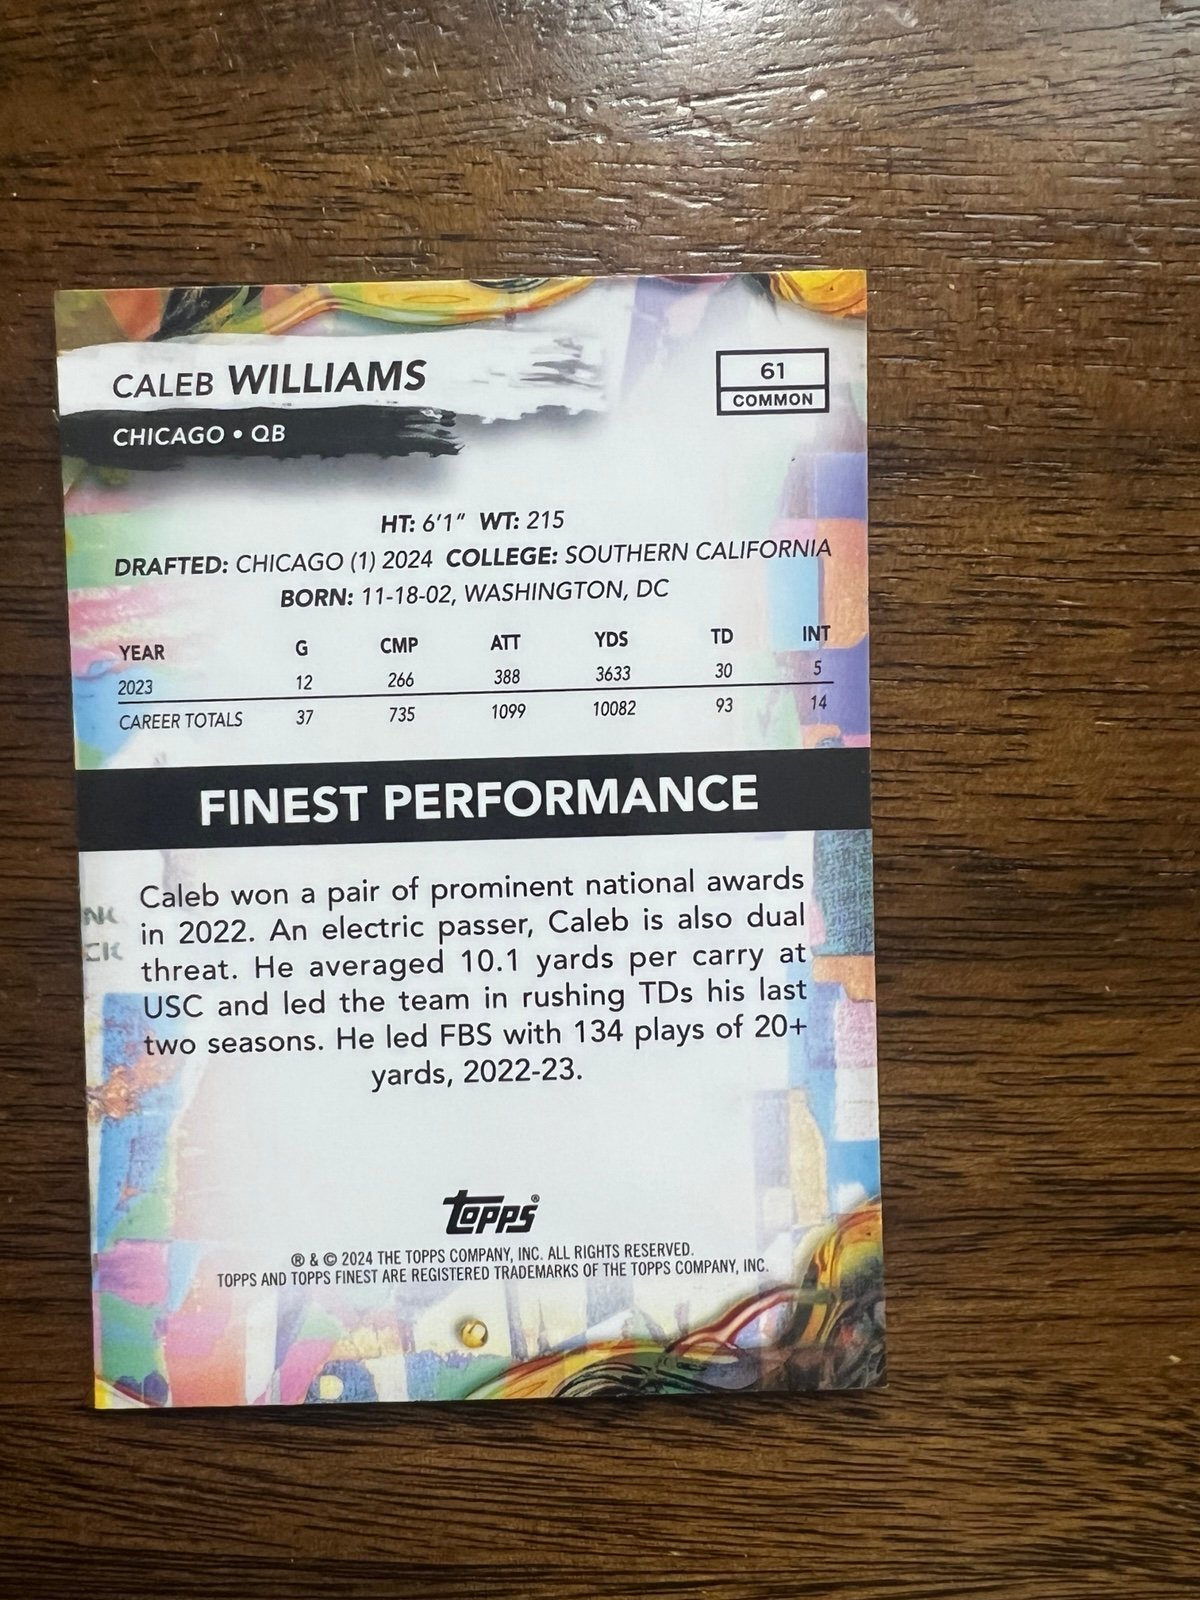 CALEB WILLIAMS
CHICAGO • QB
61
COMMON
HT: 6'1" WT: 215
DRAFTED: CHICAGO (1) 2024 COLLEGE: SOUTHERN CALIFORNIA
BORN: 11-18-02, WASHINGTON, DC
YEAR G CMP ATT YDS TD INT
2023 12 266 388 3633 30 5
CAREER TOTALS 37 735 1099 10082 93 14
FINEST PERFORMANCE
Caleb won a pair of prominent national awards
in 2022. An electric passer, Caleb is also dual
threat. He averaged 10.1 yards per carry at
USC and led the team in rushing TDs his last
two seasons. He led FBS with 134 plays of 20+
yards, 2022-23.
topps®
® & © 2024 THE TOPPS COMPANY, INC. ALL RIGHTS RESERVED.
TOPPS AND TOPPS FINEST ARE REGISTERED TRADEMARKS OF THE TOPPS COMPANY, INC.